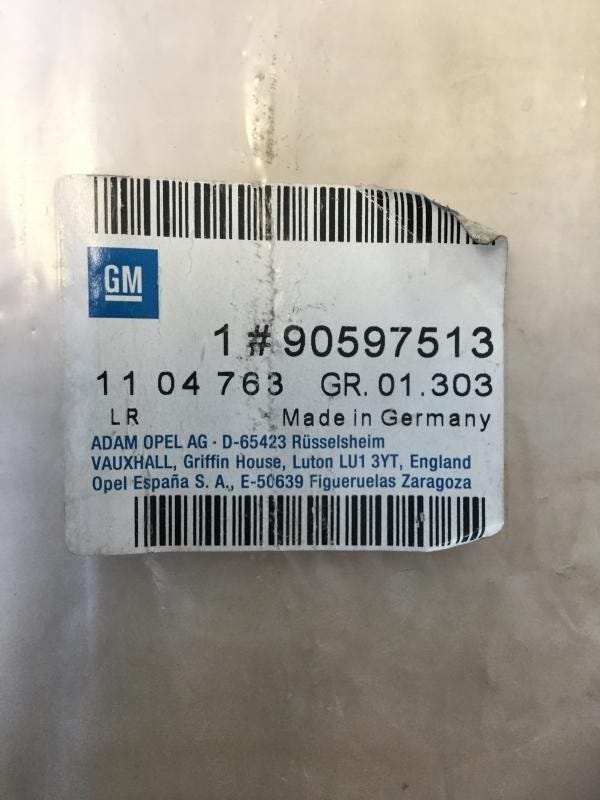 GM
1 # 90597513
11 04 763 GR. 01.303
LR Made in Germany
ADAM OPEL AG · D-65423 Rüsselsheim
VAUXHALL, Griffin House, Luton LU1 3YT, England
Opel España S. A., E-50639 Figueruelas Zaragoza